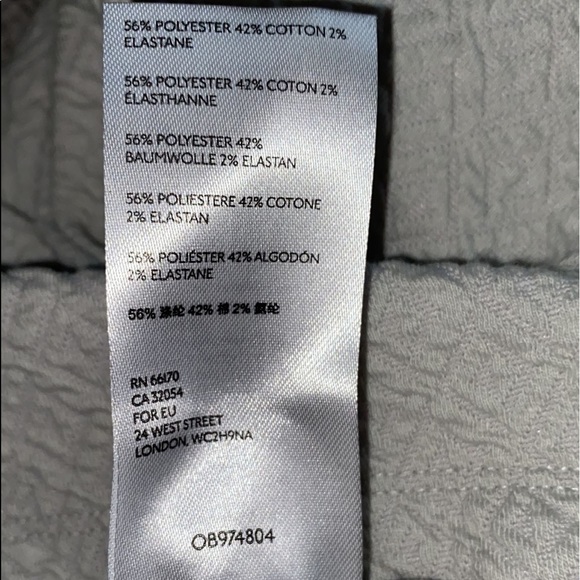 56% POLYESTER 42% COTTON 2%
ELASTANE
56% POLYESTER 42% COTON 2%
ÉLASTHANNE
56% POLYESTER 42%
BAUMWOLLE 2% ELASTAN
56% POLIESTERE 42% COTONE
2% ELASTAN
56% POLIÉSTER 42% ALGODÓN
2% ELASTANE
56% 涤纶 42% 棉 2% 氨纶
RN 66170
CA 32054
FOR EU
24 WEST STREET
LONDON, WC2H9NA
OB974804